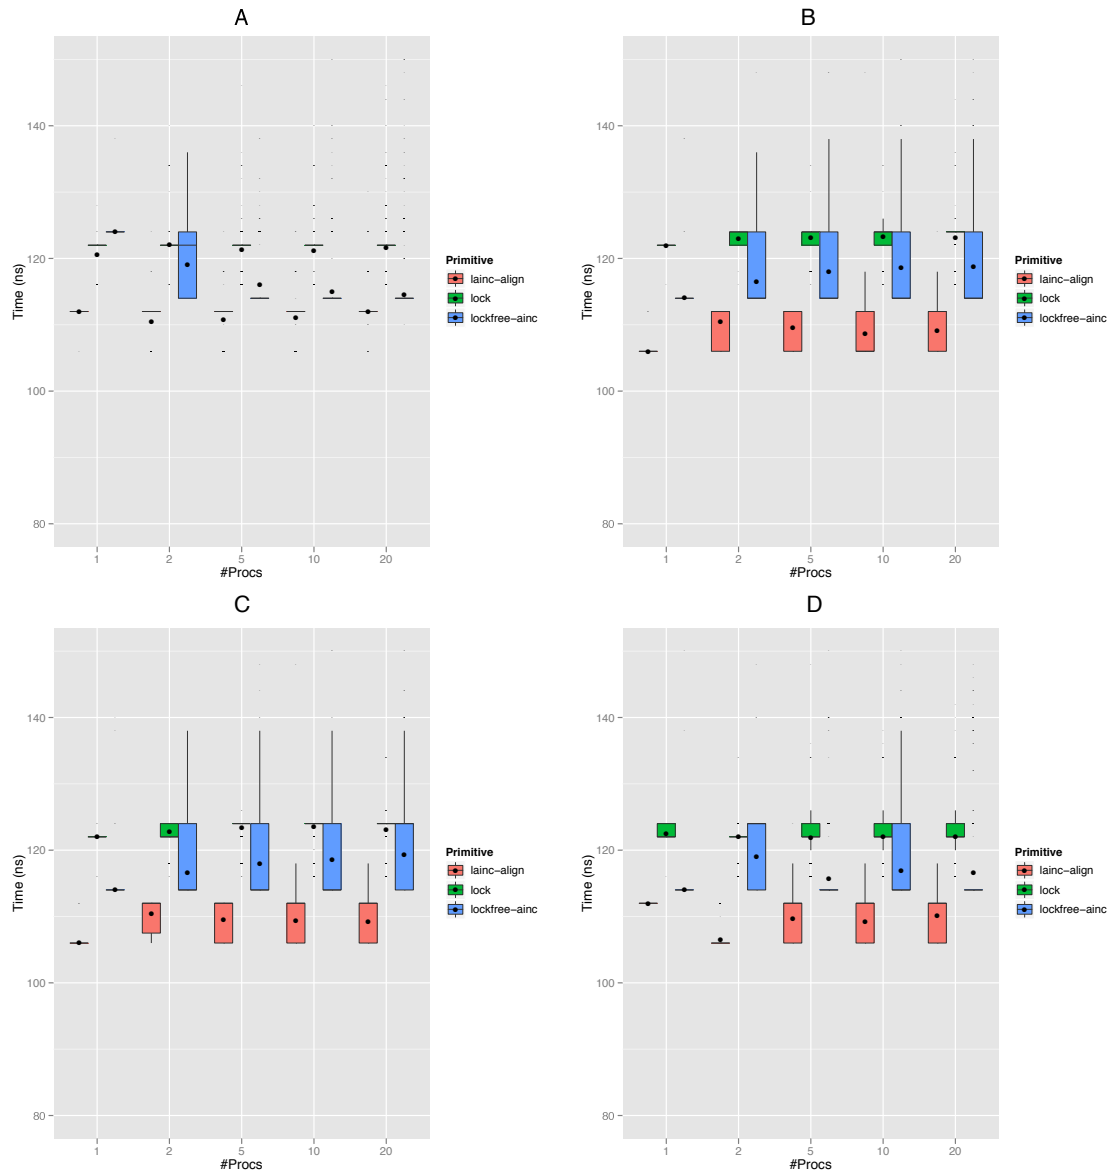 A
B
Time (ns)
140
120
100
80
1
2
5
10
20
#Procs
Primitive
lainc−align
lock
lockfree−ainc
Time (ns)
140
120
100
80
1
2
5
10
20
#Procs
Primitive
lainc−align
lock
lockfree−ainc
C
D
Time (ns)
140
120
100
80
1
2
5
10
20
#Procs
Primitive
lainc−align
lock
lockfree−ainc
Time (ns)
140
120
100
80
1
2
5
10
20
#Procs
Primitive
lainc−align
lock
lockfree−ainc